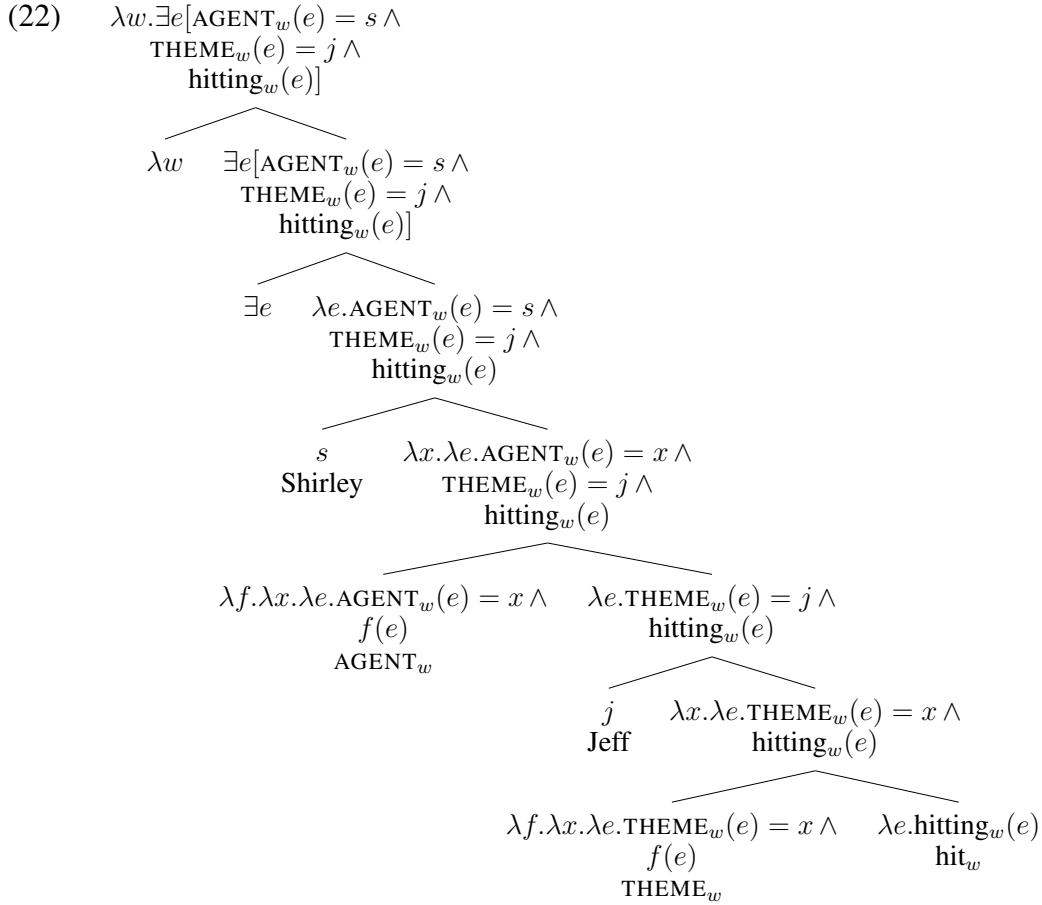 (22) λw.∃e[AGENT_w(e) = s ∧
THEME_w(e) = j ∧
hitting_w(e)]
λw ∃e[AGENT_w(e) = s ∧
THEME_w(e) = j ∧
hitting_w(e)]
∃e λe.AGENT_w(e) = s ∧
THEME_w(e) = j ∧
hitting_w(e)
s λx.λe.AGENT_w(e) = x ∧
Shirley THEME_w(e) = j ∧
hitting_w(e)
λf.λx.λe.AGENT_w(e) = x ∧ λe.THEME_w(e) = j ∧
f(e) hitting_w(e)
AGENT_w
j λx.λe.THEME_w(e) = x ∧
Jeff hitting_w(e)
λf.λx.λe.THEME_w(e) = x ∧ λe.hitting_w(e)
f(e) hit_w
THEME_w